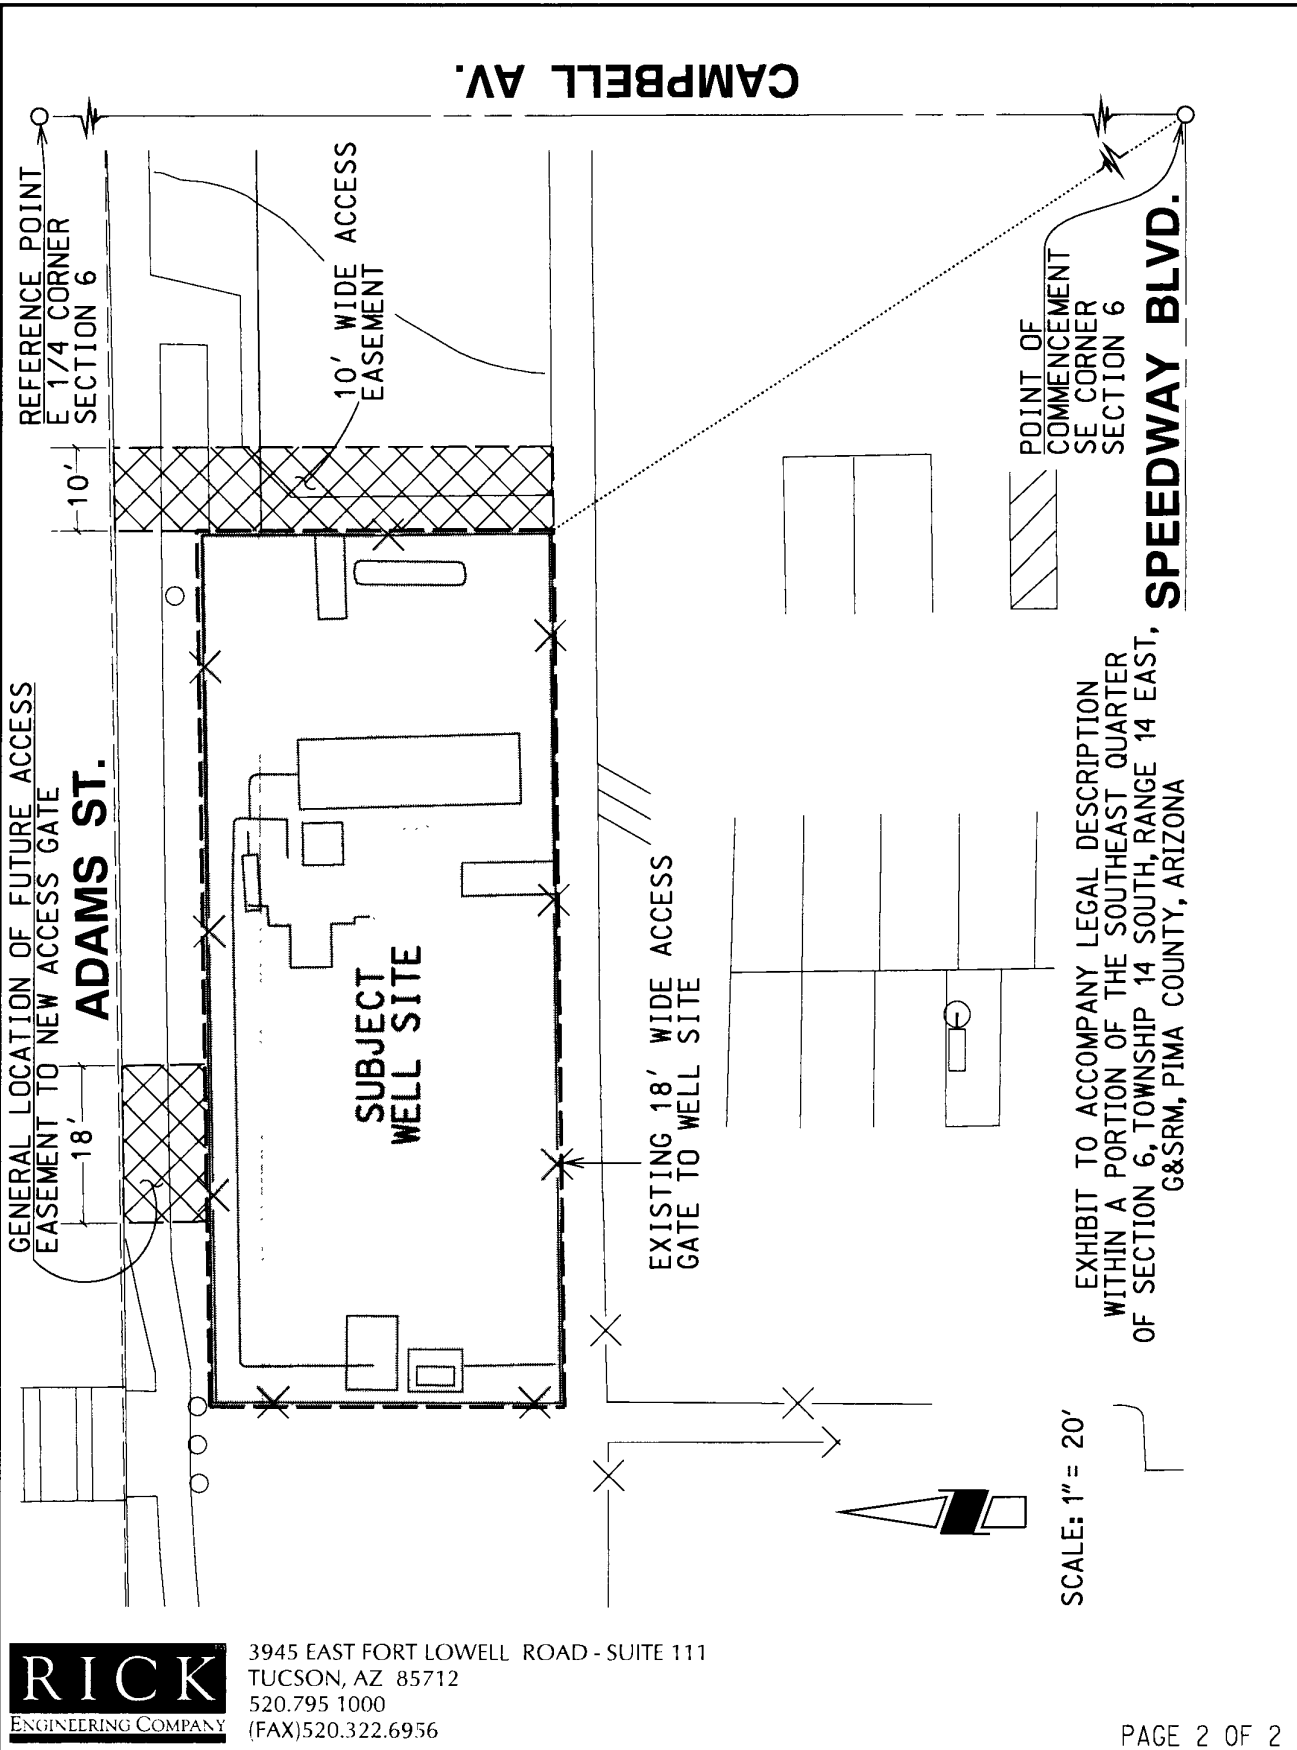 CAMPBELL AV.
REFERENCE POINT
E 1/4 CORNER
SECTION 6
10'
10' WIDE ACCESS
EASEMENT
POINT OF
COMMENCEMENT
SE CORNER
SECTION 6
SPEEDWAY BLVD.
GENERAL LOCATION OF FUTURE ACCESS
EASEMENT TO NEW ACCESS GATE
ADAMS ST.
18'
SUBJECT
WELL SITE
EXISTING 18' WIDE ACCESS
GATE TO WELL SITE
EXHIBIT TO ACCOMPANY LEGAL DESCRIPTION
WITHIN A PORTION OF THE SOUTHEAST QUARTER
OF SECTION 6, TOWNSHIP 14 SOUTH, RANGE 14 EAST,
G&SRM, PIMA COUNTY, ARIZONA
SCALE: 1"= 20'
RICK
ENGINEERING COMPANY
3945 EAST FORT LOWELL ROAD - SUITE 111
TUCSON, AZ 85712
520.795 1000
(FAX)520.322.6956
PAGE 2 OF 2